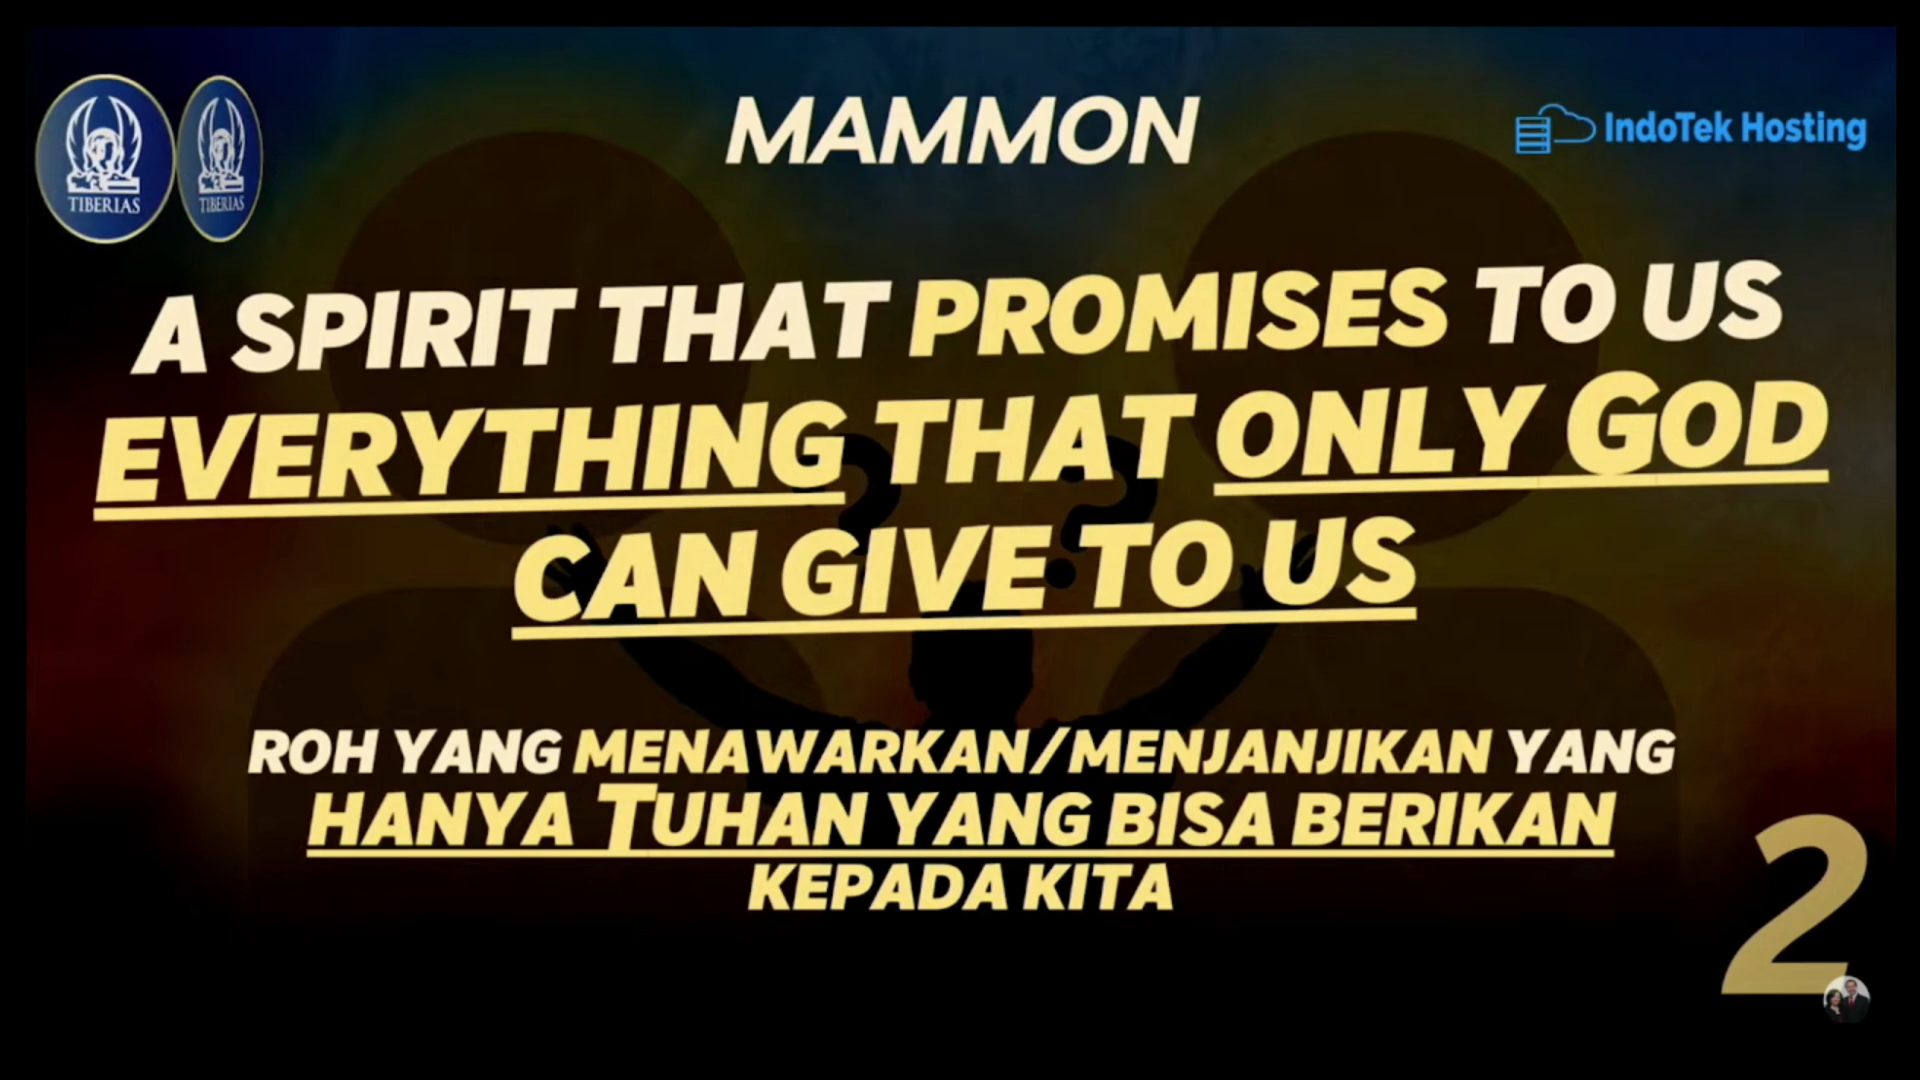 MAMMON
TIBERIAS
TIBERIAS
IndoTek Hosting
A SPIRIT THAT PROMISES TO US
EVERYTHING THAT ONLY GOD
CAN GIVE TO US
ROH YANG MENAWARKAN/MENJANJIKAN YANG
HANYA TUHAN YANG BISA BERIKAN
KEPADA KITA
2